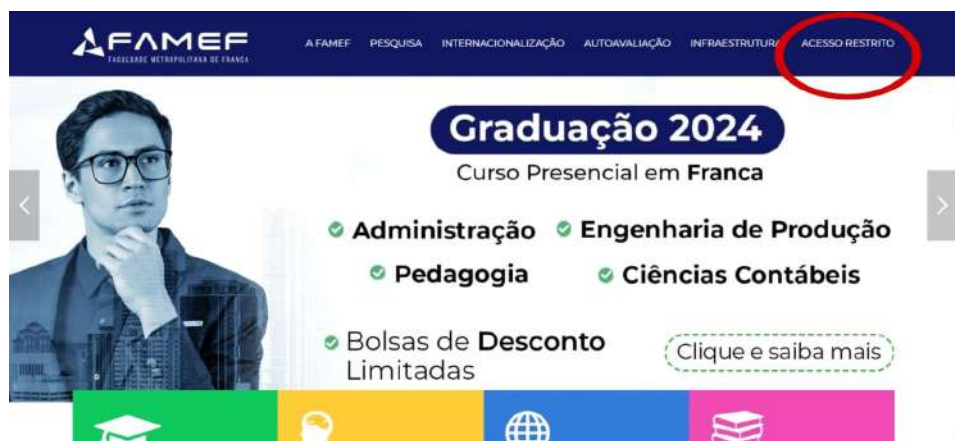 FAMEF
FACULDADE METROPOLITANA DE FRANCA
A FAMEF PESQUISA INTERNACIONALIZAÇÃO AUTOAVALIAÇÃO INFRAESTRUTURA ACESSO RESTRITO
Graduação 2024
Curso Presencial em Franca
Administração Engenharia de Produção
Pedagogia Ciências Contábeis
Bolsas de Desconto
Limitadas
Clique e saiba mais